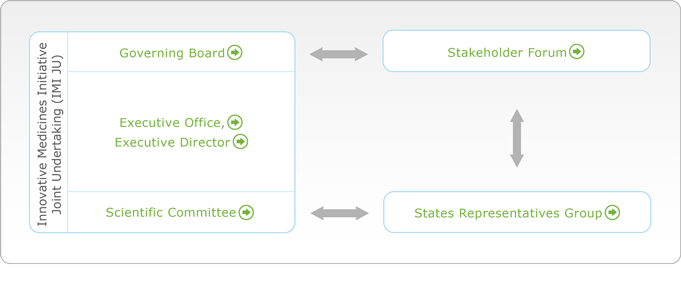 Innovative Medicines Initiative
Joint Undertaking (IMI JU)
Governing Board
Executive Office,
Executive Director
Scientific Committee
Stakeholder Forum
States Representatives Group